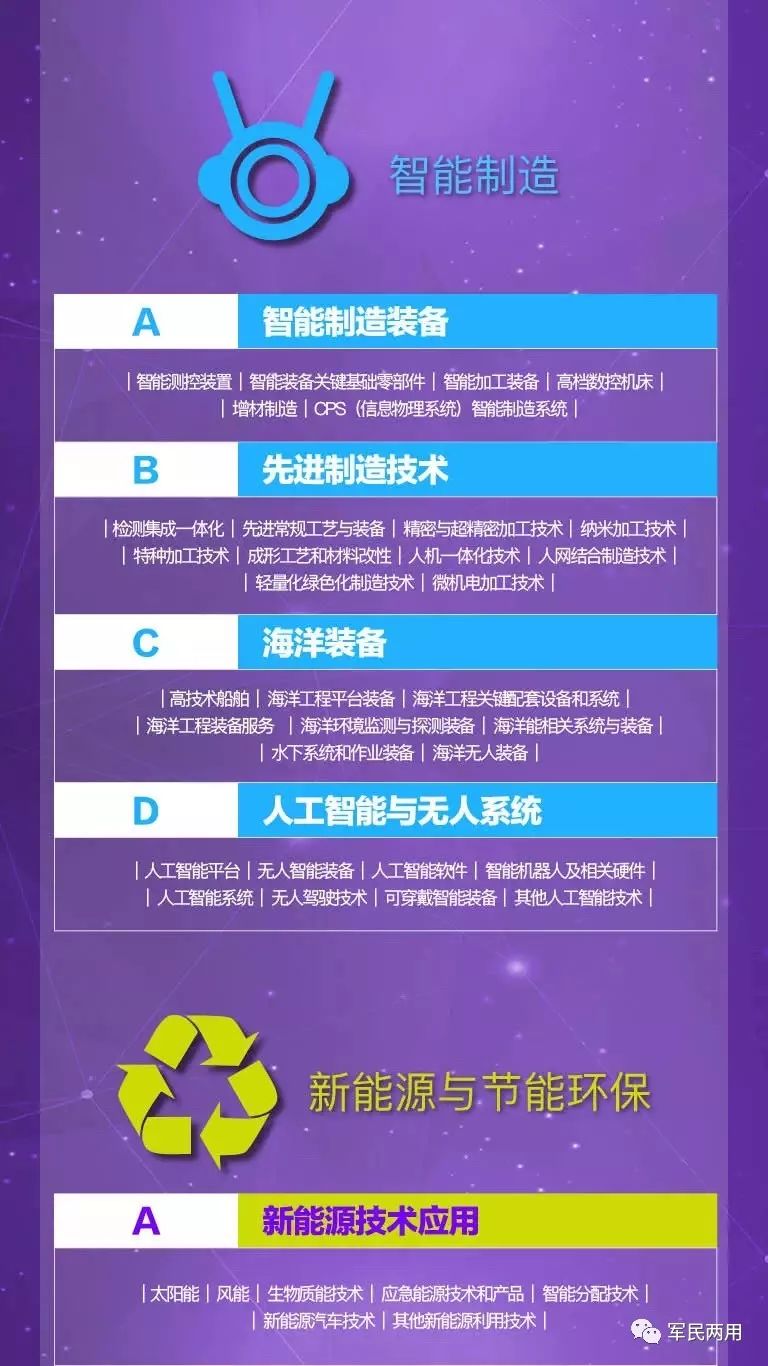 智能制造
A 智能制造装备
| 智能测控装置 | 智能装备关键基础零部件 | 智能加工装备 | 高档数控机床 |
| 增材制造 | CPS（信息物理系统）智能制造系统 |
B 先进制造技术
| 检测集成一体化 | 先进常规工艺与装备 | 精密与超精密加工技术 | 纳米加工技术 |
| 特种加工技术 | 成形工艺和材料改性 | 人机一体化技术 | 人网结合制造技术 |
| 轻量化绿色化制造技术 | 微机电加工技术 |
C 海洋装备
| 高技术船舶 | 海洋工程平台装备 | 海洋工程关键配套设备和系统 |
| 海洋工程装备服务 | 海洋环境监测与探测装备 | 海洋能相关系统与装备 |
| 水下系统和作业装备 | 海洋无人装备 |
D 人工智能与无人系统
| 人工智能平台 | 无人智能装备 | 人工智能软件 | 智能机器人及相关硬件 |
| 人工智能系统 | 无人驾驶技术 | 可穿戴智能装备 | 其他人工智能技术 |
新能源与节能环保
A 新能源技术应用
| 太阳能 | 风能 | 生物质能技术 | 应急能源技术和产品 | 智能分配技术 |
| 新能源汽车技术 | 其他新能源利用技术 |
军民两用